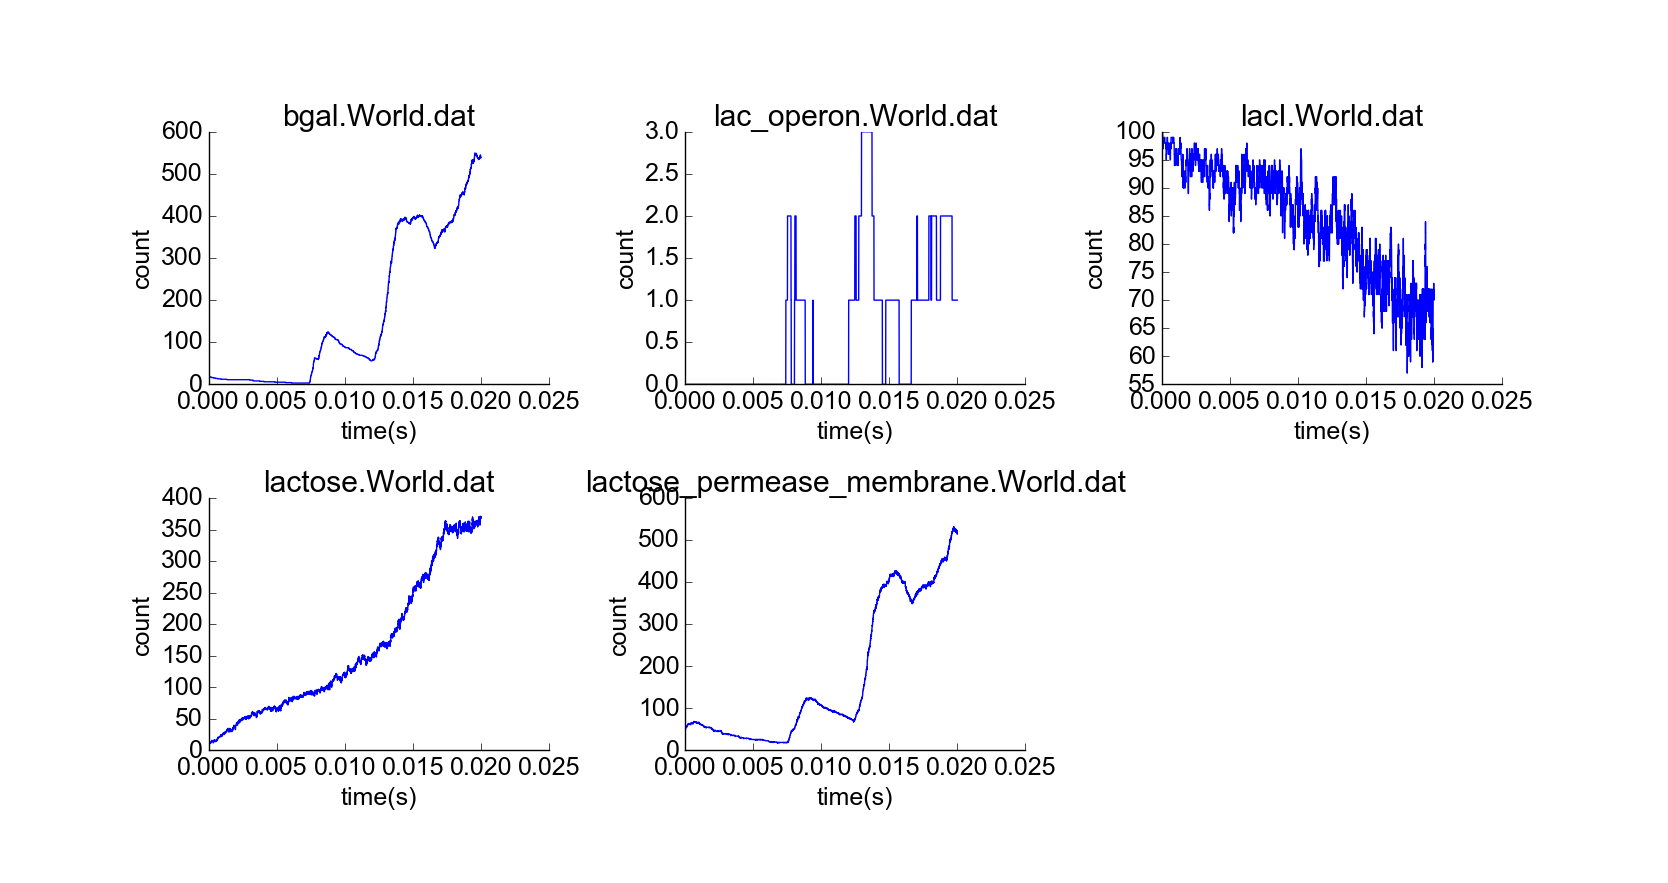 bgal.World.dat
600
500
400
300
200
100
0
count
0.000 0.005 0.010 0.015 0.020 0.025
time(s)
lac_operon.World.dat
3.0
2.5
2.0
1.5
1.0
0.5
0.0
count
0.000 0.005 0.010 0.015 0.020 0.025
time(s)
lacI.World.dat
100
95
90
85
80
75
70
65
60
55
count
0.000 0.005 0.010 0.015 0.020 0.025
time(s)
lactose.World.dat
400
350
300
250
200
150
100
50
0
count
0.000 0.005 0.010 0.015 0.020 0.025
time(s)
lactose_permease_membrane.World.dat
600
500
400
300
200
100
0
count
0.000 0.005 0.010 0.015 0.020 0.025
time(s)